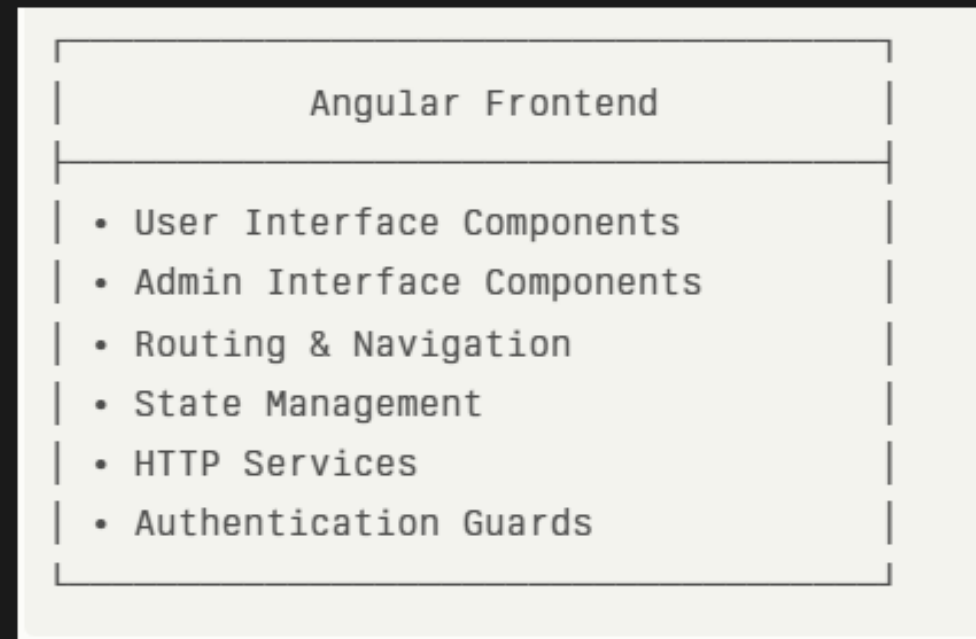 Angular Frontend
• User Interface Components
• Admin Interface Components
• Routing & Navigation
• State Management
• HTTP Services
• Authentication Guards